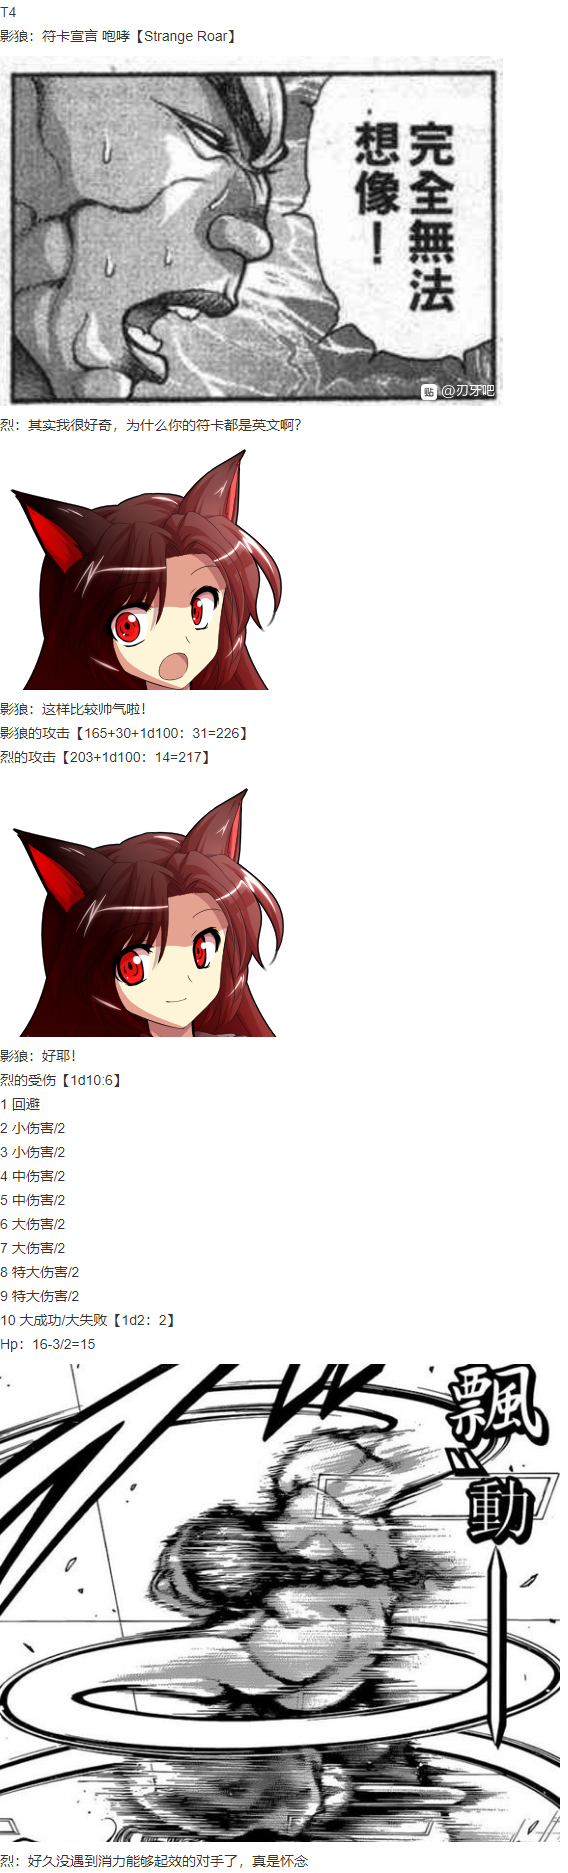 T4
影狼：符卡宣言 咆哮【Strange Roar】
完全無法
想像！
貼 @刃牙吧
烈：其实我很好奇，为什么你的符卡都是英文啊？
影狼：这样比较帅气啦！
影狼的攻击【165+30+1d100：31=226】
烈的攻击【203+1d100：14=217】
影狼：好耶！
烈的受伤【1d10:6】
1 回避
2 小伤害/2
3 小伤害/2
4 中伤害/2
5 中伤害/2
6 大伤害/2
7 大伤害/2
8 特大伤害/2
9 特大伤害/2
10 大成功/大失败【1d2：2】
Hp：16-3/2=15
飄
動
烈：好久没遇到消力能够起效的对手了，真是怀念